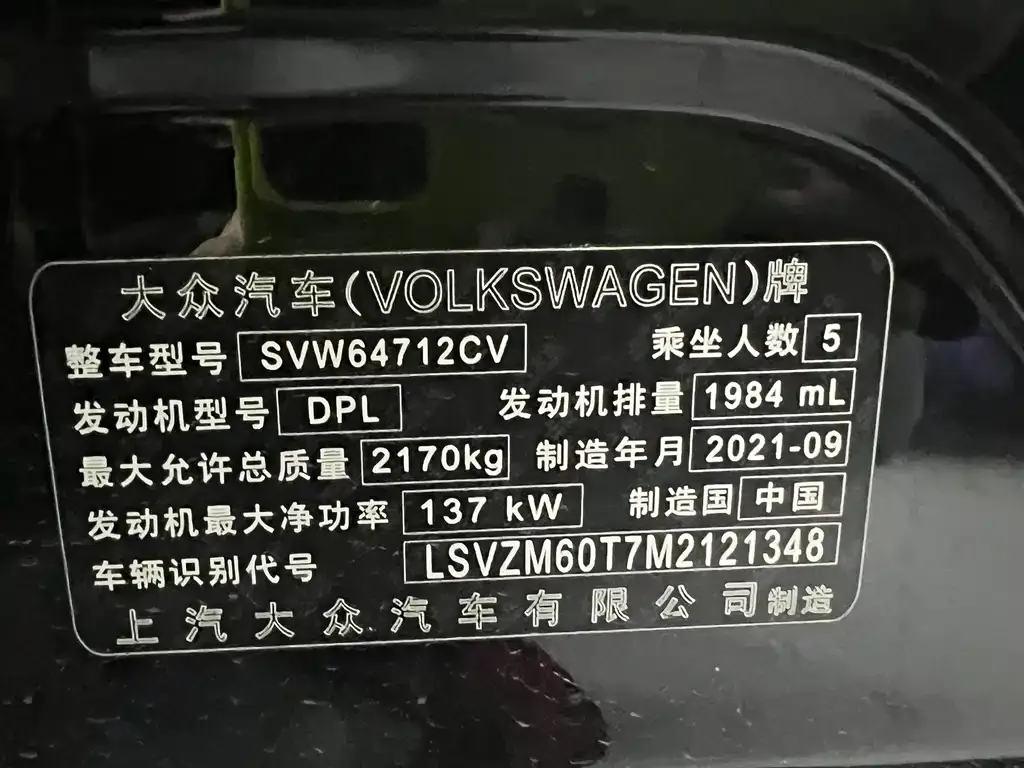 大众汽车(VOLKSWAGEN)牌
整车型号 SVW64712CV 乘坐人数 5
发动机型号 DPL 发动机排量 1984 mL
最大允许总质量 2170kg 制造年月 2021-09
发动机最大净功率 137 kW 制造国 中国
车辆识别代号 LSVZM60T7M2121348
上汽大众汽车有限公司制造